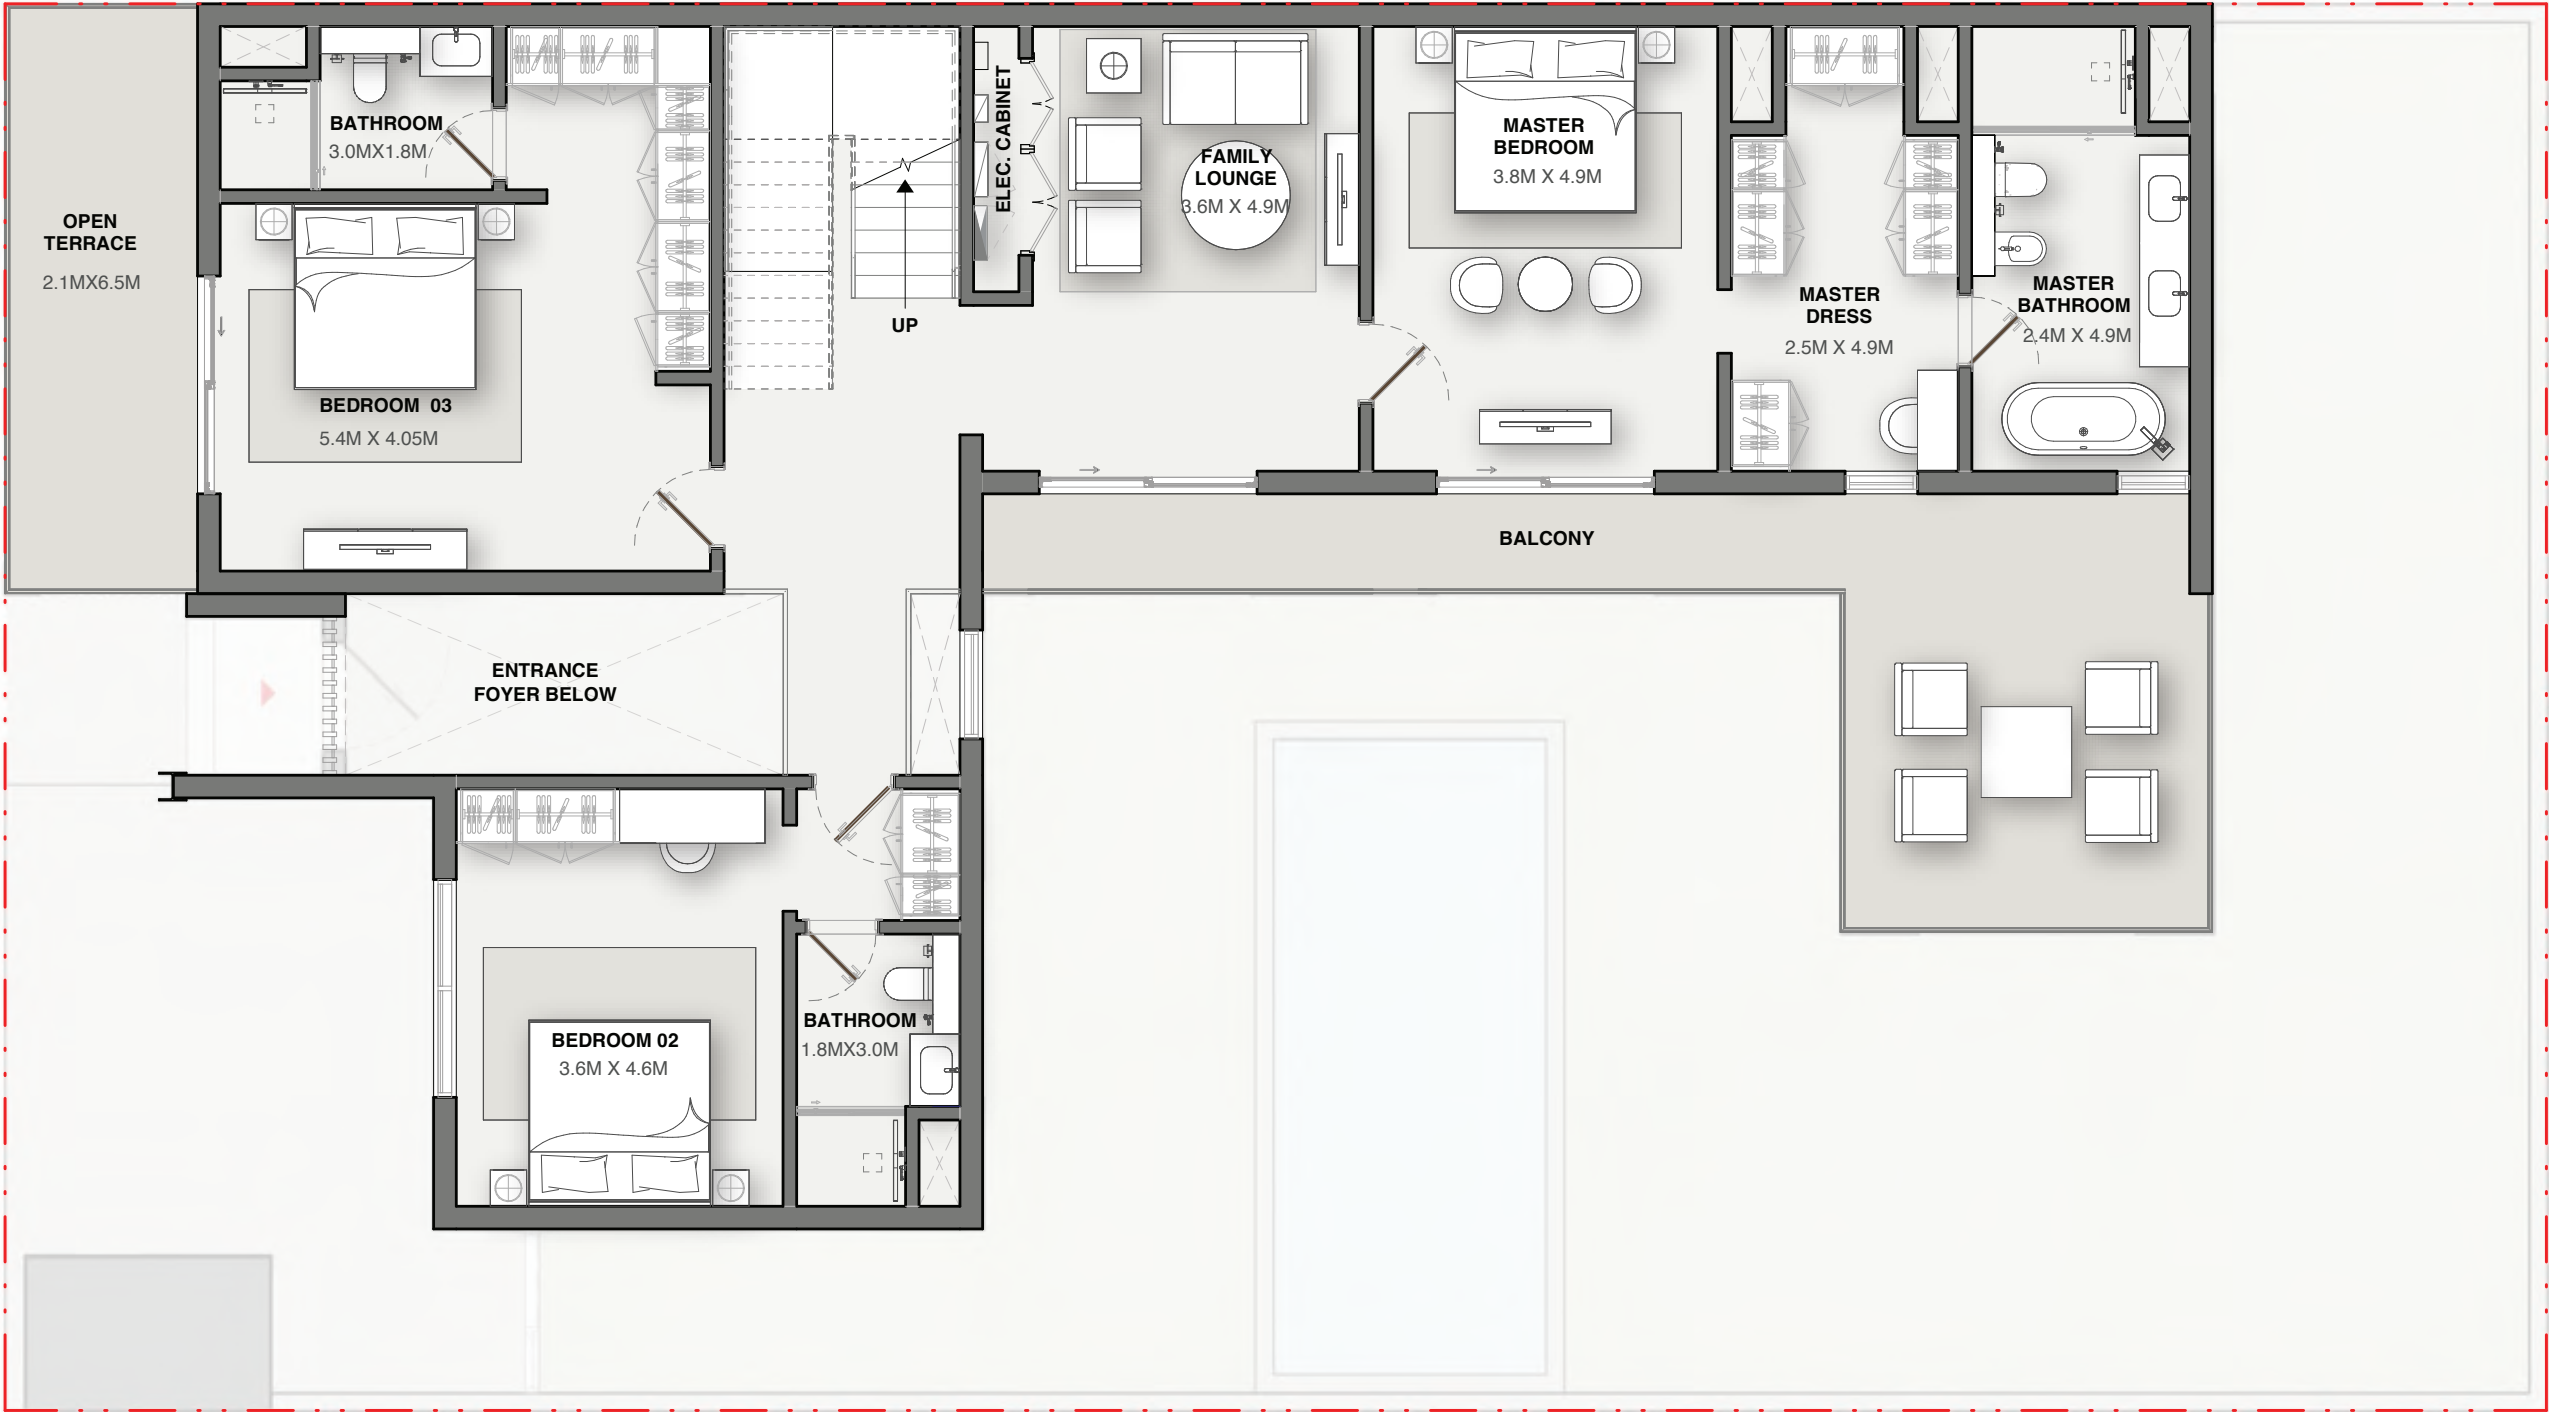 OPEN
TERRACE
2.1MX6.5M
BATHROOM
3.0MX1.8M
BEDROOM 03
5.4M X 4.05M
UP
ELEC. CABINET
FAMILY
LOUNGE
3.6M X 4.9M
MASTER
BEDROOM
3.8M X 4.9M
MASTER
DRESS
2.5M X 4.9M
MASTER
BATHROOM
2.4M X 4.9M
BALCONY
ENTRANCE
FOYER BELOW
BEDROOM 02
3.6M X 4.6M
BATHROOM
1.8MX3.0M